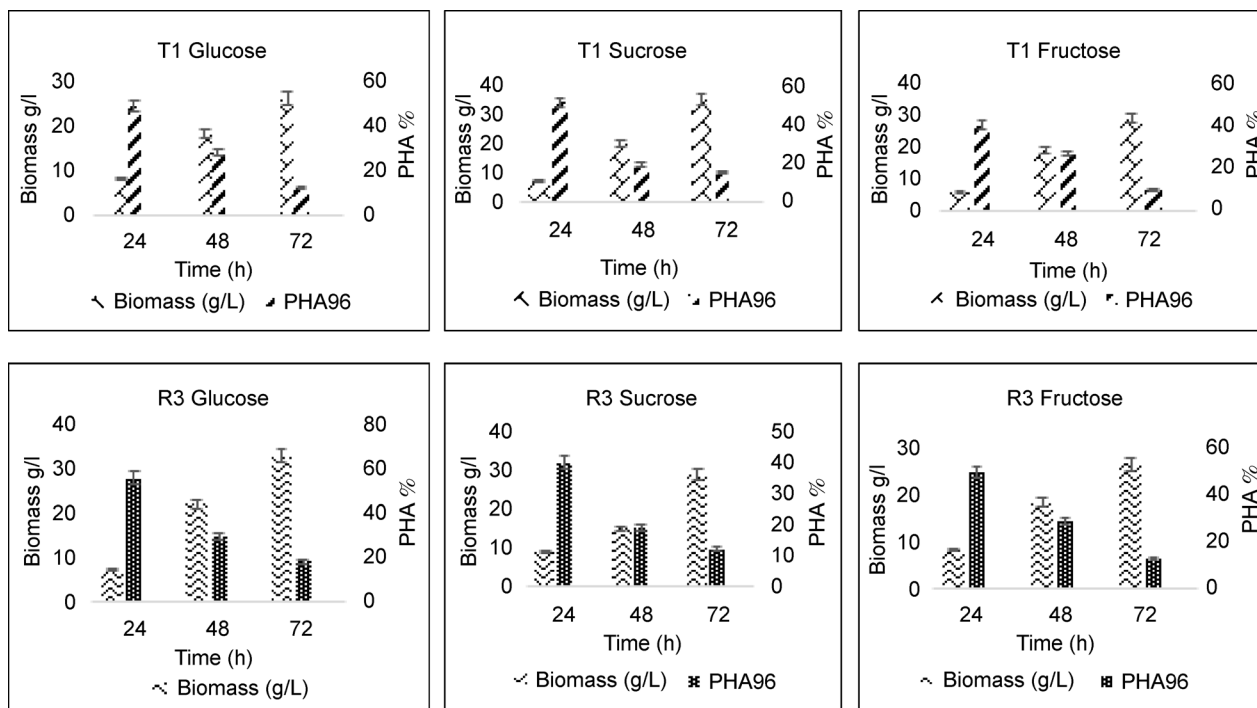 T1 Glucose
Biomass g/l
30
20
10
0
60
40
20
0
PHA %
24 48 72
Time (h)
Biomass (g/L) PHA96
T1 Sucrose
Biomass g/l
40
30
20
10
0
60
40
20
0
PHA %
24 48 72
Time (h)
Biomass (g/L) PHA96
T1 Fructose
Biomass g/l
40
30
20
10
0
60
40
20
0
PHA %
24 48 72
Time (h)
Biomass (g/L) PHA96
R3 Glucose
Biomass g/l
40
30
20
10
0
80
60
40
20
0
PHA %
24 48 72
Time (h)
Biomass (g/L)
R3 Sucrose
Biomass g/l
40
30
20
10
0
50
40
30
20
10
0
PHA %
24 48 72
Time (h)
Biomass (g/L) PHA96
R3 Fructose
Biomass g/l
30
20
10
0
60
40
20
0
PHA %
24 48 72
Time (h)
Biomass (g/L) PHA96